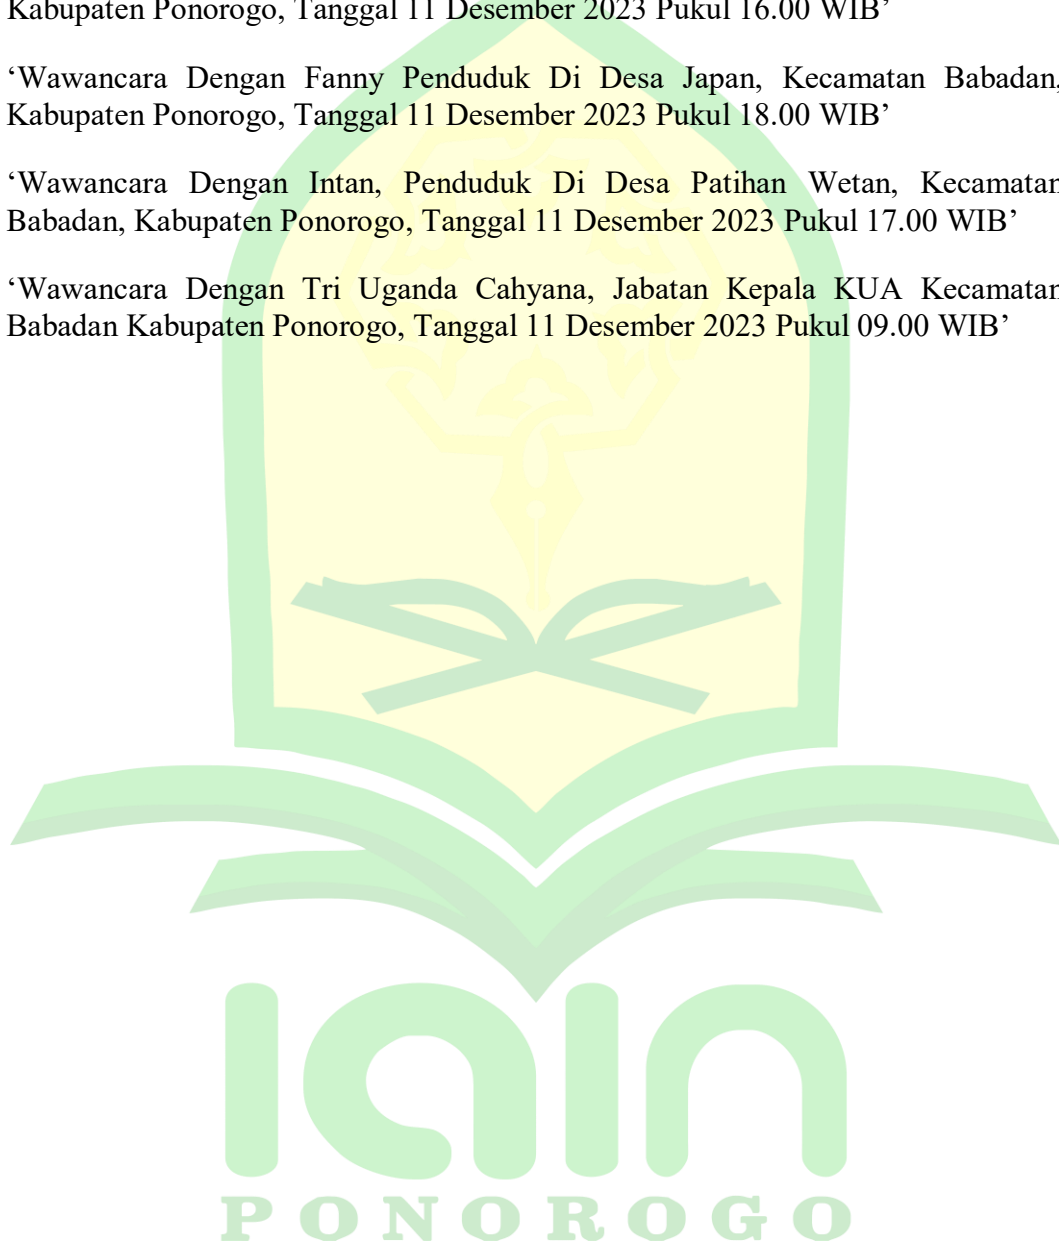 Kabupaten Ponorogo, Tanggal 11 Desember 2023 Pukul 16.00 WIB’
‘Wawancara Dengan Fanny Penduduk Di Desa Japan, Kecamatan Babadan,
Kabupaten Ponorogo, Tanggal 11 Desember 2023 Pukul 18.00 WIB’
‘Wawancara Dengan Intan, Penduduk Di Desa Patihan Wetan, Kecamatan
Babadan, Kabupaten Ponorogo, Tanggal 11 Desember 2023 Pukul 17.00 WIB’
‘Wawancara Dengan Tri Uganda Cahyana, Jabatan Kepala KUA Kecamatan
Babadan Kabupaten Ponorogo, Tanggal 11 Desember 2023 Pukul 09.00 WIB’
IAIN
PONOROGO